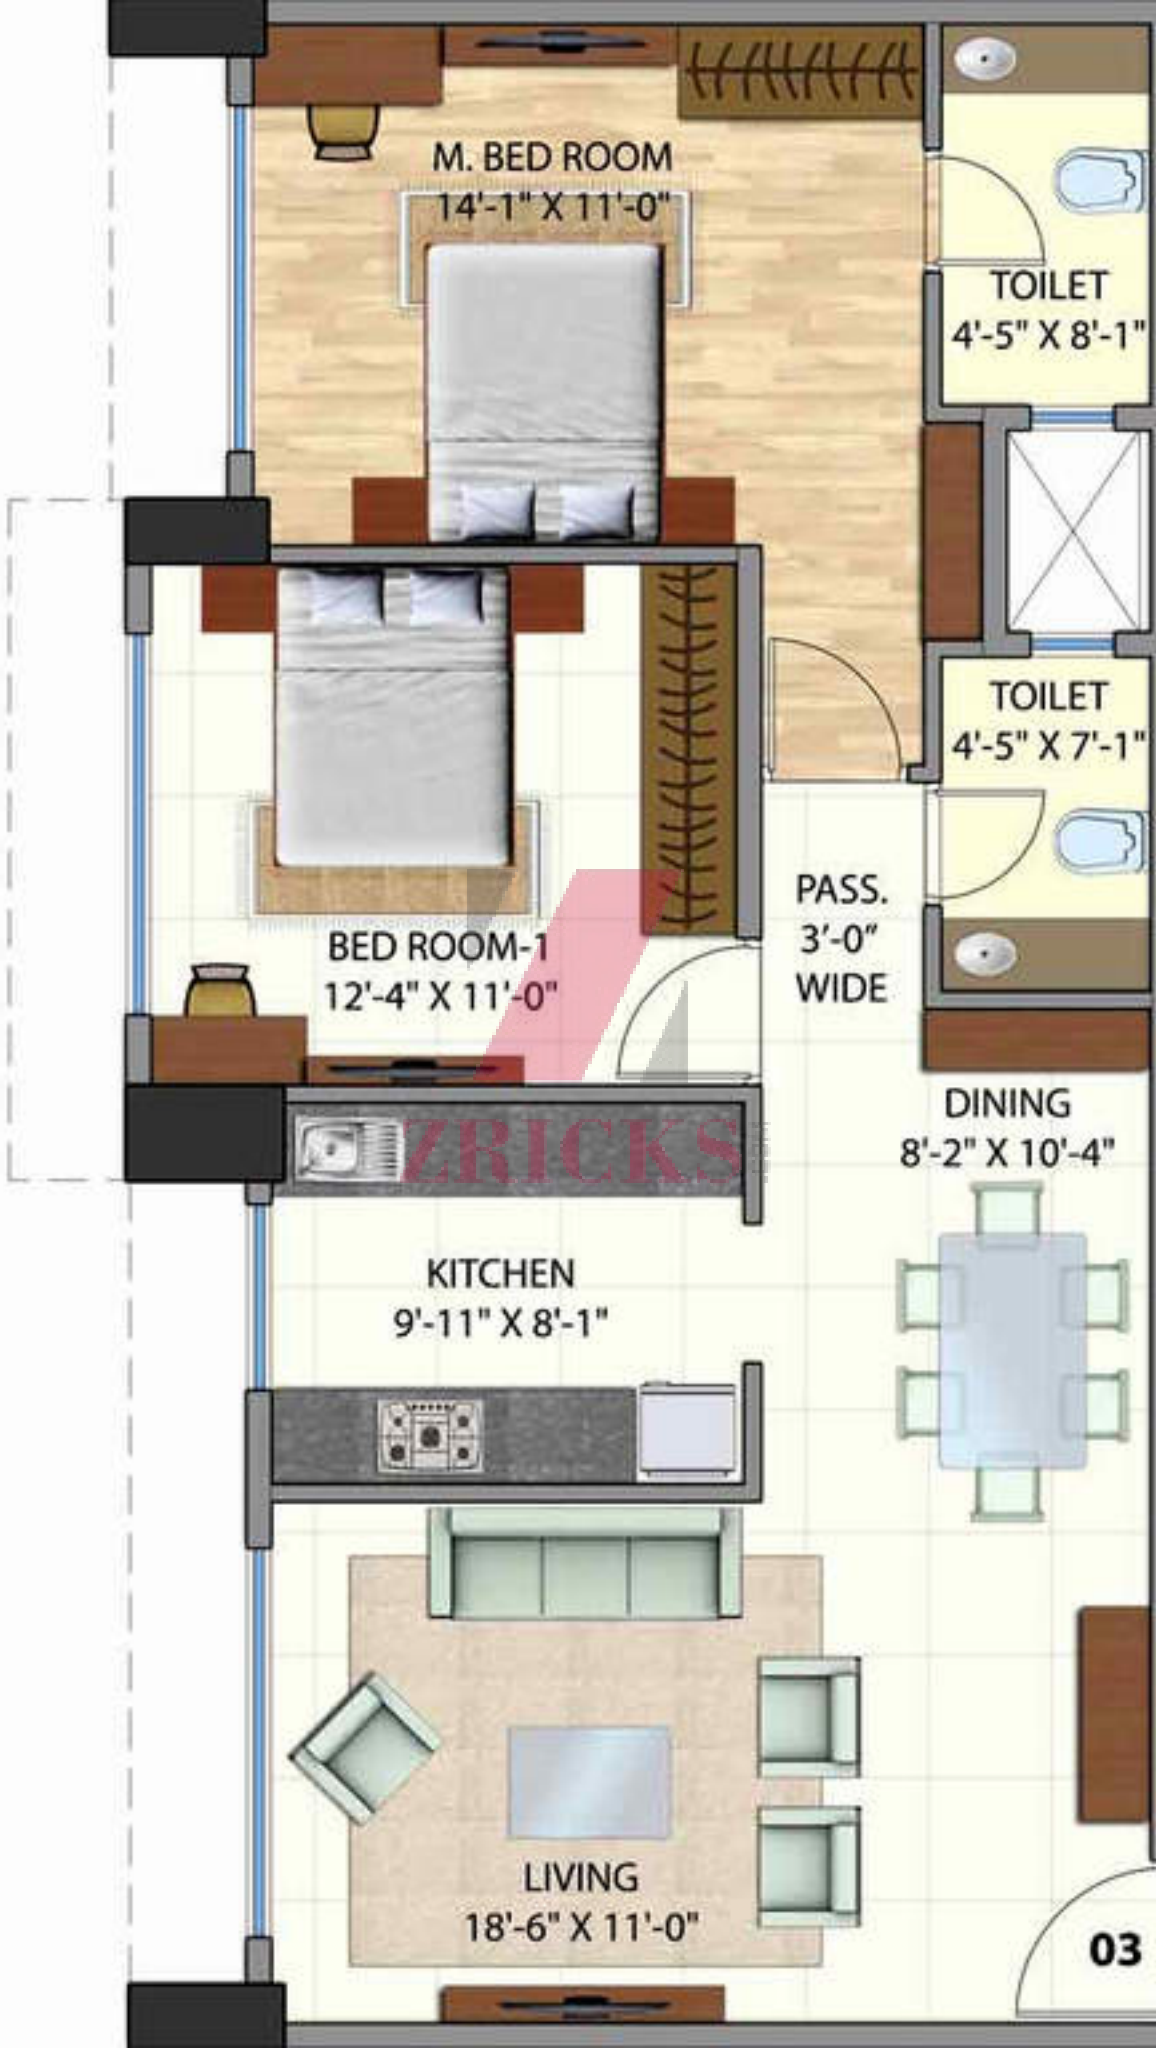 M. BED ROOM
14'-1" X 11'-0"
TOILET
4'-5" X 8'-1"
TOILET
4'-5" X 7'-1"
PASS.
3'-0"
WIDE
BED ROOM-1
12'-4" X 11'-0"
DINING
8'-2" X 10'-4"
ZRICKS
KITCHEN
9'-11" X 8'-1"
LIVING
18'-6" X 11'-0"
03